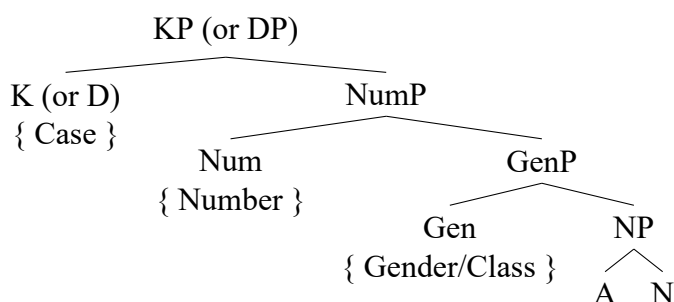 KP (or DP)
K (or D) NumP
{ Case }
Num GenP
{ Number }
Gen NP
{ Gender/Class }
A N